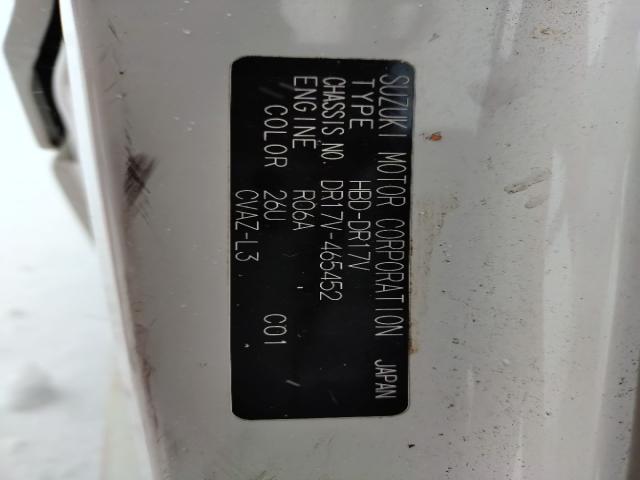 SUZUKI MOTOR CORPORATION JAPAN
TYPE HBD-DR17V
CHASSIS NO. DR17V-465452
ENGINE R06A
COLOR 26U C01
CVAZ-L3